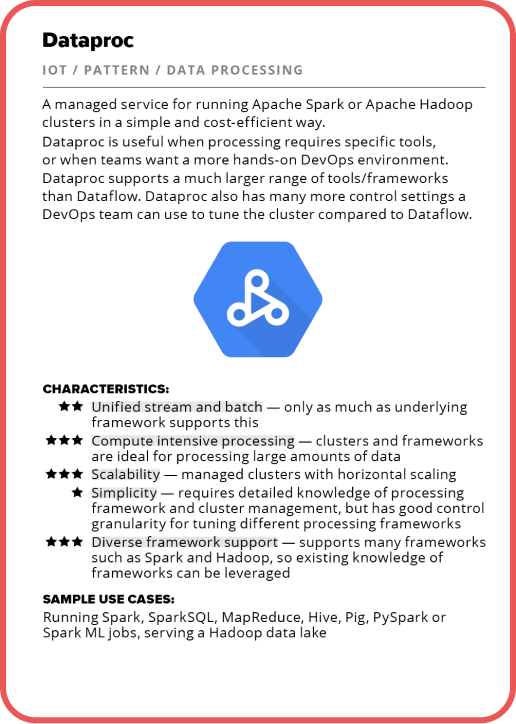 Dataproc
IOT / PATTERN / DATA PROCESSING
A managed service for running Apache Spark or Apache Hadoop
clusters in a simple and cost-efficient way.
Dataproc is useful when processing requires specific tools,
or when teams want a more hands-on DevOps environment.
Dataproc supports a much larger range of tools/frameworks
than Dataflow. Dataproc also has many more control settings a
DevOps team can use to tune the cluster compared to Dataflow.
CHARACTERISTICS:
★★ Unified stream and batch — only as much as underlying
framework supports this
★★★ Compute intensive processing — clusters and frameworks
are ideal for processing large amounts of data
★★★ Scalability — managed clusters with horizontal scaling
★ Simplicity — requires detailed knowledge of processing
framework and cluster management, but has good control
granularity for tuning different processing frameworks
★★★ Diverse framework support — supports many frameworks
such as Spark and Hadoop, so existing knowledge of
frameworks can be leveraged
SAMPLE USE CASES:
Running Spark, SparkSQL, MapReduce, Hive, Pig, PySpark or
Spark ML jobs, serving a Hadoop data lake